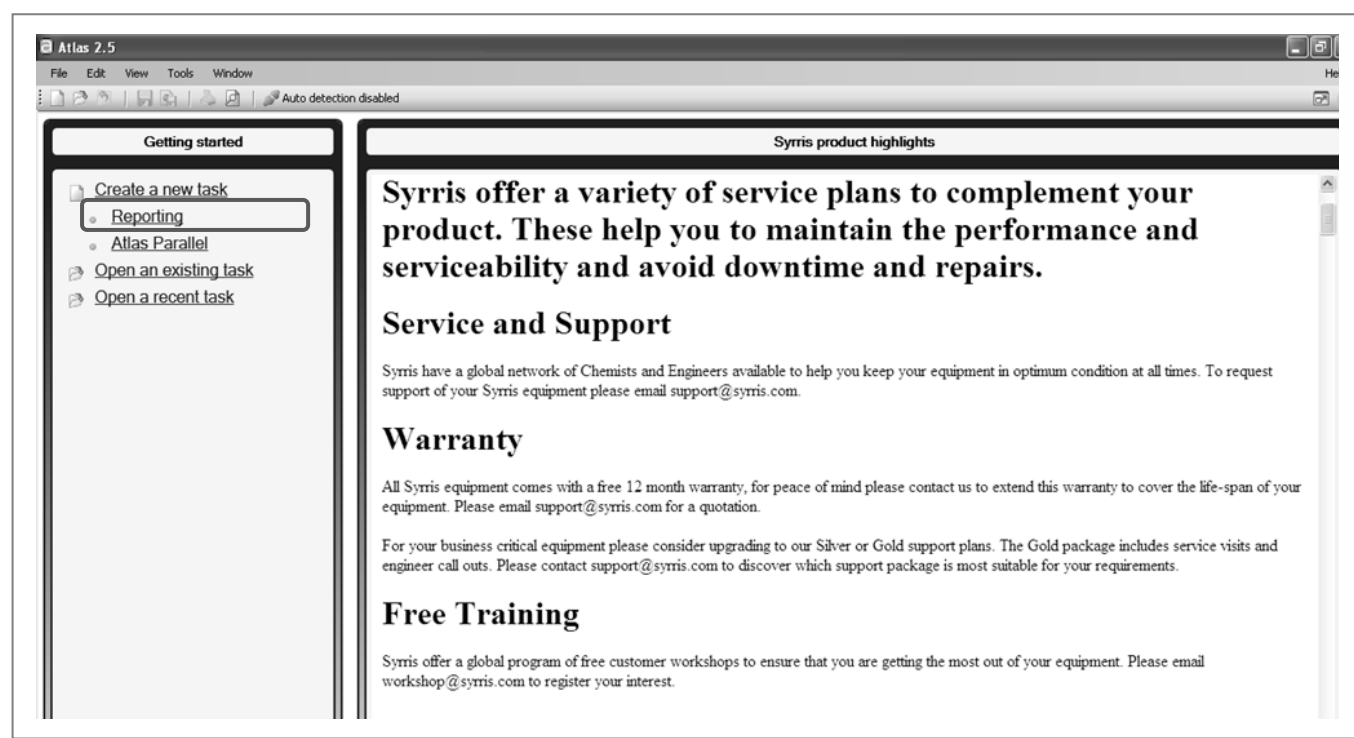 Atlas 2.5
File Edit View Tools Window
He
Auto detection disabled
Getting started
Create a new task
Reporting
Atlas Parallel
Open an existing task
Open a recent task
Syrris product highlights
Syrris offer a variety of service plans to complement your
product. These help you to maintain the performance and
serviceability and avoid downtime and repairs.
Service and Support
Syrris have a global network of Chemists and Engineers available to help you keep your equipment in optimum condition at all times. To request
support of your Syrris equipment please email support@syrris.com.
Warranty
All Syrris equipment comes with a free 12 month warranty, for peace of mind please contact us to extend this warranty to cover the life-span of your
equipment. Please email support@syrris.com for a quotation.
For your business critical equipment please consider upgrading to our Silver or Gold support plans. The Gold package includes service visits and
engineer call outs. Please contact support@syrris.com to discover which support package is most suitable for your requirements.
Free Training
Syrris offer a global program of free customer workshops to ensure that you are getting the most out of your equipment. Please email
workshop@syrris.com to register your interest.